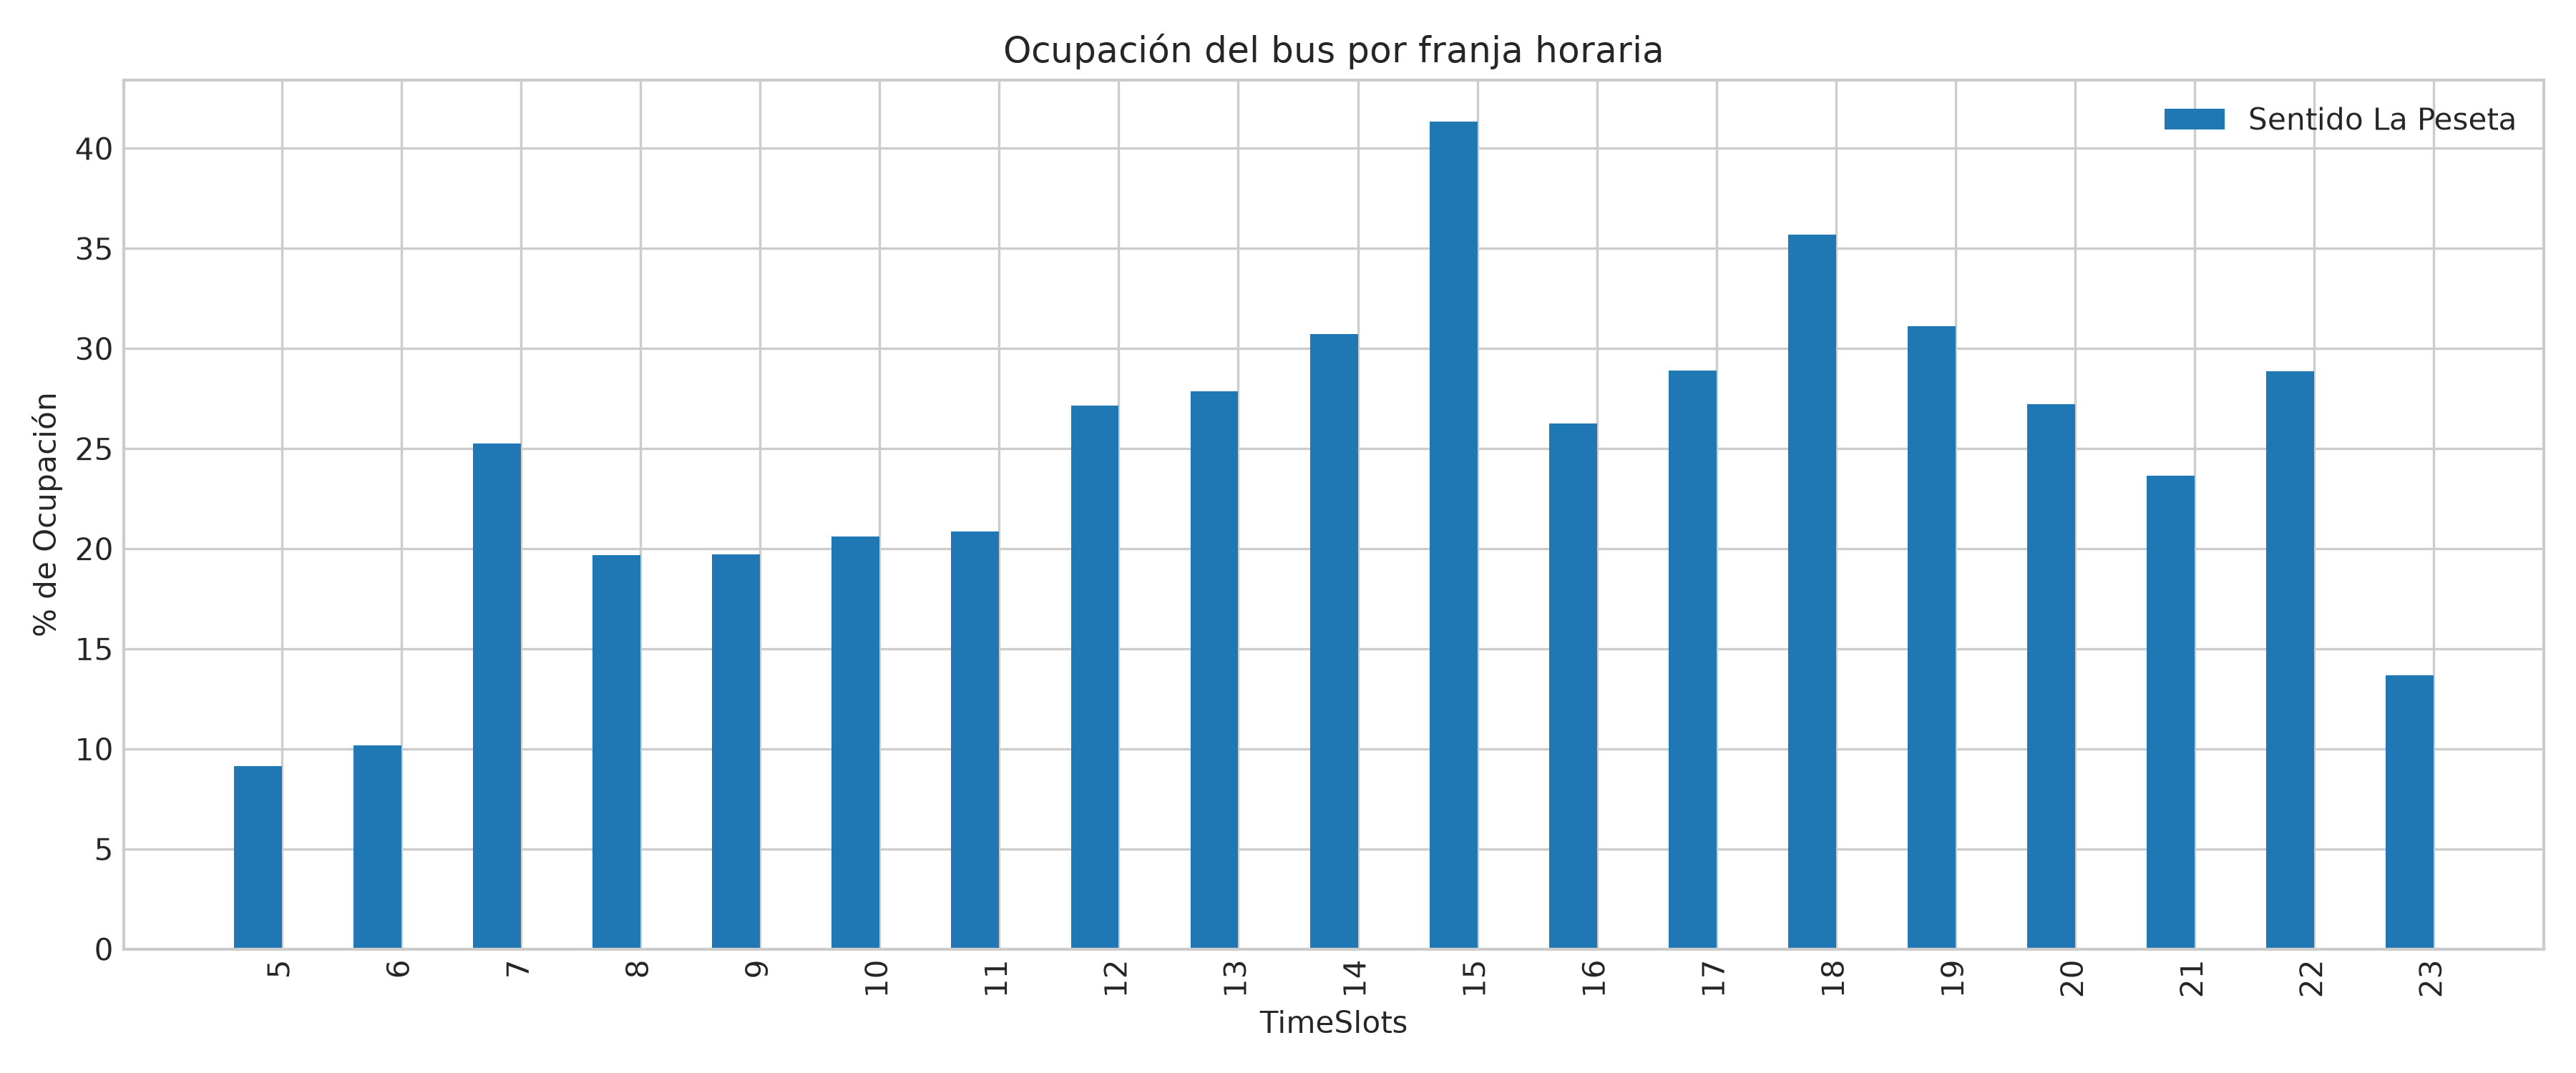 Ocupación del bus por franja horaria
Sentido La Peseta
% de Ocupación
40
35
30
25
20
15
10
5
0
5 6 7 8 9 10 11 12 13 14 15 16 17 18 19 20 21 22 23
TimeSlots